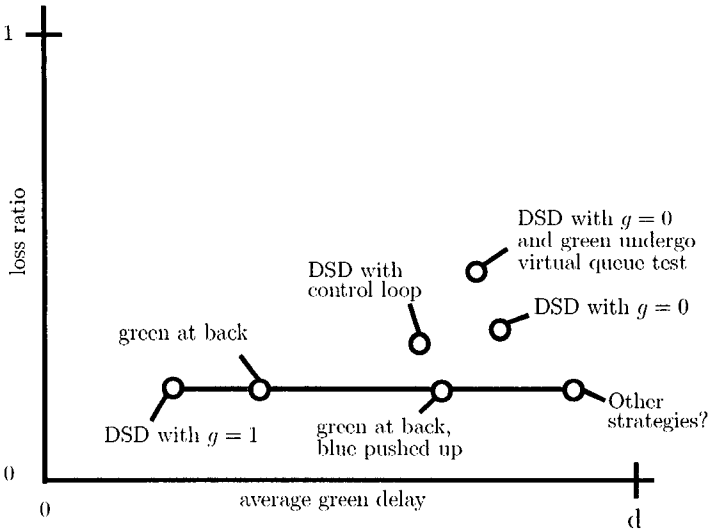 1
loss ratio
DSD with g = 0
and green undergo
virtual queue test
DSD with
control loop
DSD with g = 0
green at back
DSD with g = 1
green at back,
blue pushed up
Other
strategies?
0
0
average green delay
d